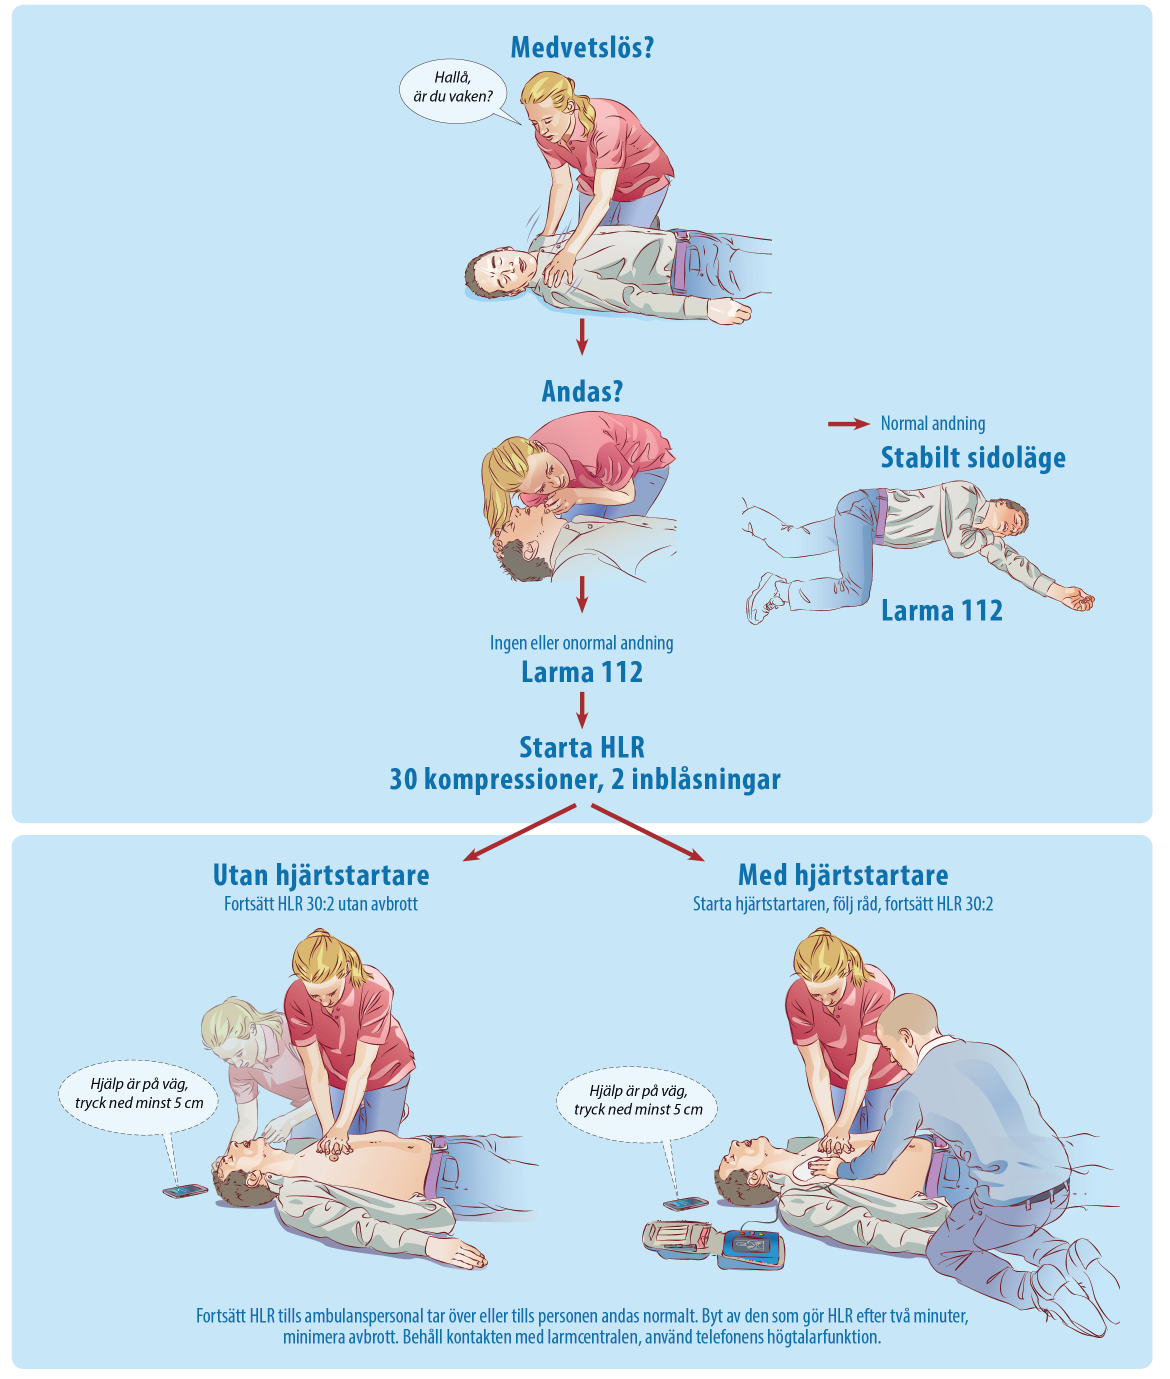 Medvetslös?
Hallå,
är du vaken?
Andas?
Normal andning
Stabilt sidoläge
Larma 112
Ingen eller onormal andning
Larma 112
Starta HLR
30 kompressioner, 2 inblåsningar
Utan hjärtstartare
Fortsätt HLR 30:2 utan avbrott
Hjälp är på väg,
tryck ned minst 5 cm
Med hjärtstartare
Starta hjärtstartaren, följ råd, fortsätt HLR 30:2
Hjälp är på väg,
tryck ned minst 5 cm
Fortsätt HLR tills ambulanspersonal tar över eller tills personen andas normalt. Byt av den som gör HLR efter två minuter,
minimera avbrott. Behåll kontakten med larmcentralen, använd telefonens högtalarfunktion.